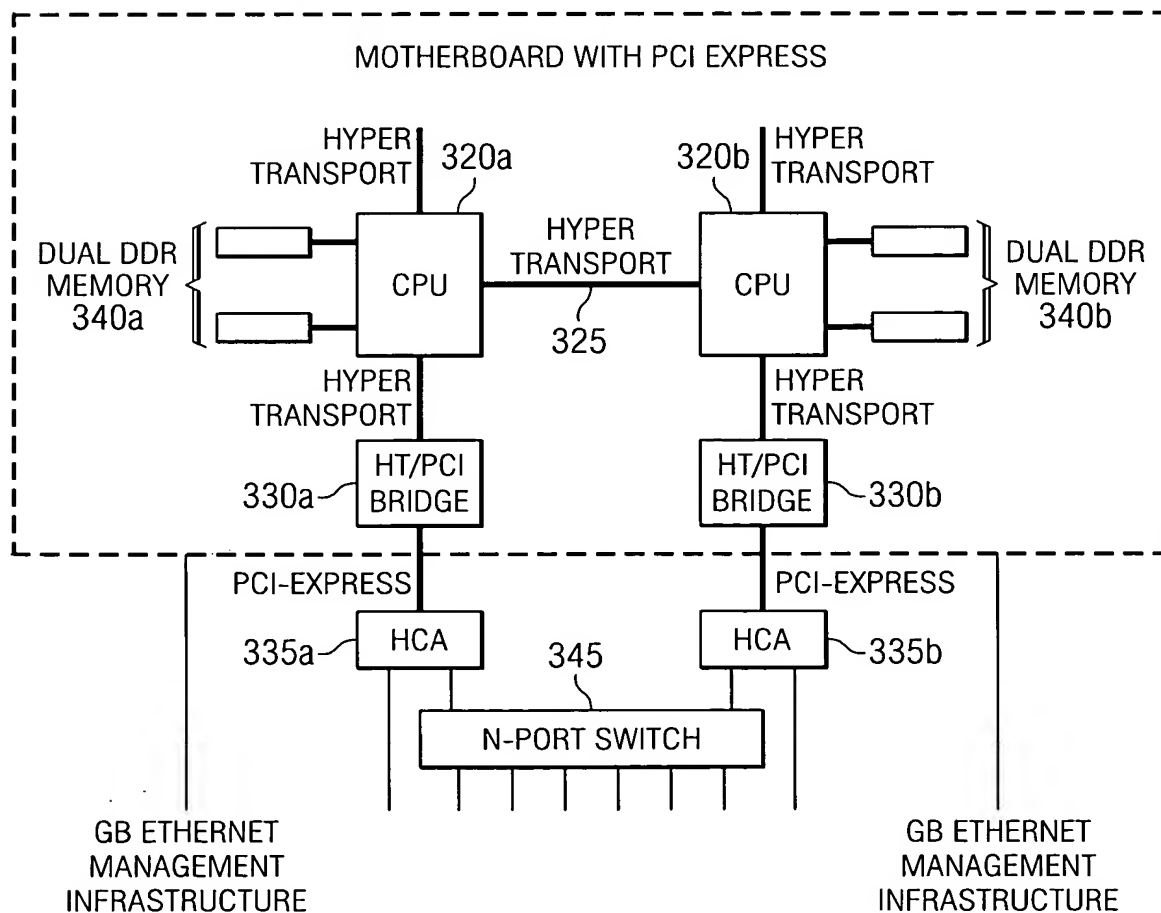 MOTHERBOARD WITH PCI EXPRESS
HYPER
TRANSPORT
320a
320b
HYPER
TRANSPORT
DUAL DDR
MEMORY
340a
CPU
HYPER
TRANSPORT
325
CPU
DUAL DDR
MEMORY
340b
HYPER
TRANSPORT
HYPER
TRANSPORT
330a
HT/PCI
BRIDGE
HT/PCI
BRIDGE
330b
PCI-EXPRESS
PCI-EXPRESS
335a
HCA
345
HCA
335b
N-PORT SWITCH
GB ETHERNET
MANAGEMENT
INFRASTRUCTURE
GB ETHERNET
MANAGEMENT
INFRASTRUCTURE